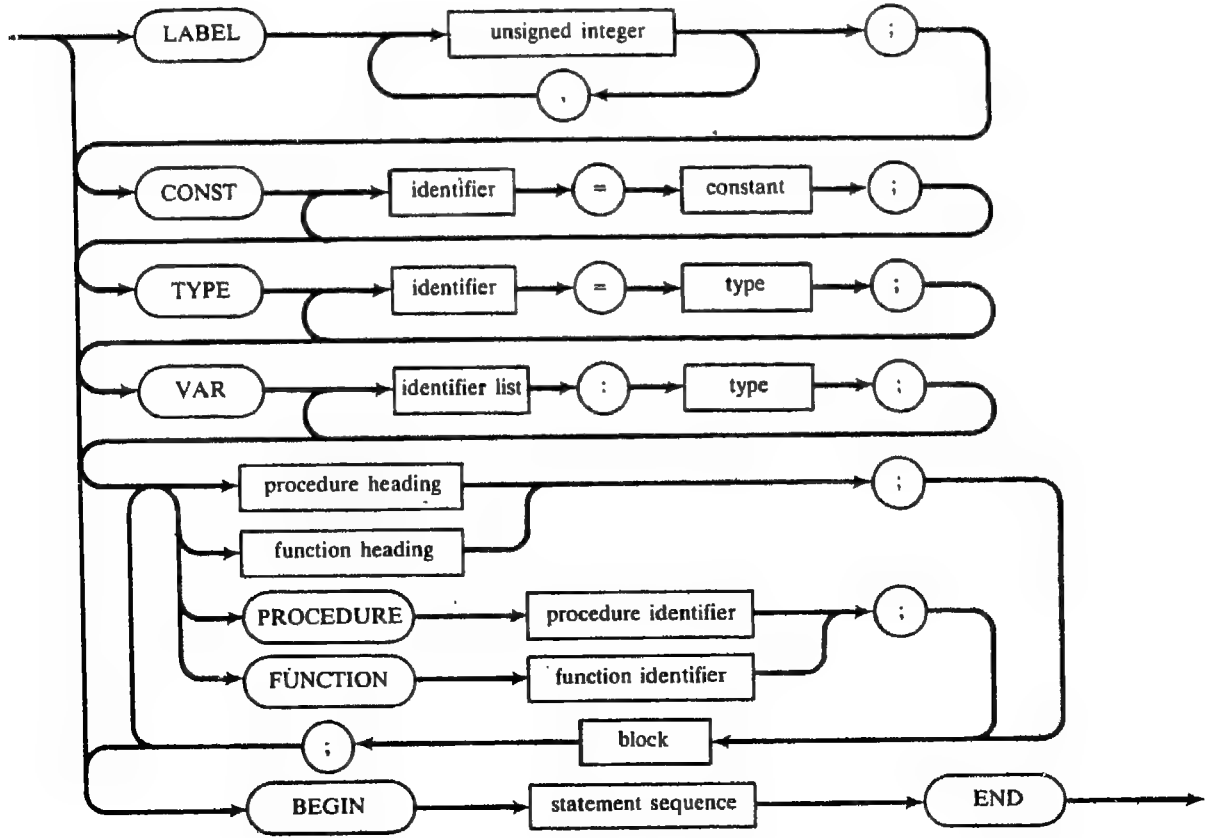 LABEL unsigned integer ;
,
CONST identifier = constant ;
TYPE identifier = type ;
VAR identifier list : type ;
procedure heading ;
function heading
PROCEDURE procedure identifier ;
FUNCTION function identifier
; block
BEGIN statement sequence END